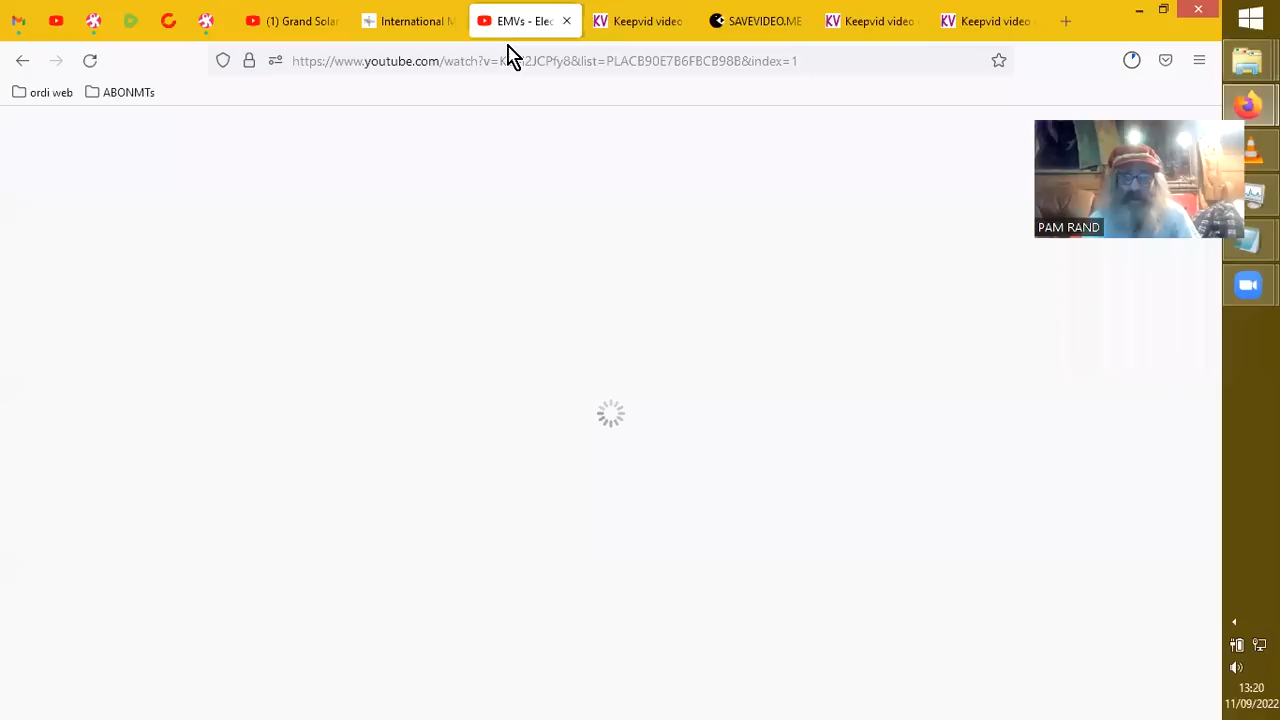 (1) Grand Solar
International M
EMVs - Elec
Keepvid video
SAVEVIDEO.ME
Keepvid video
Keepvid video
https://www.youtube.com/watch?v=
2JCPfy8&list=PLACB90E7B6FBCB98B&index=1
ordi web
ABONMTs
PAM RAND
13:20
11/09/2022